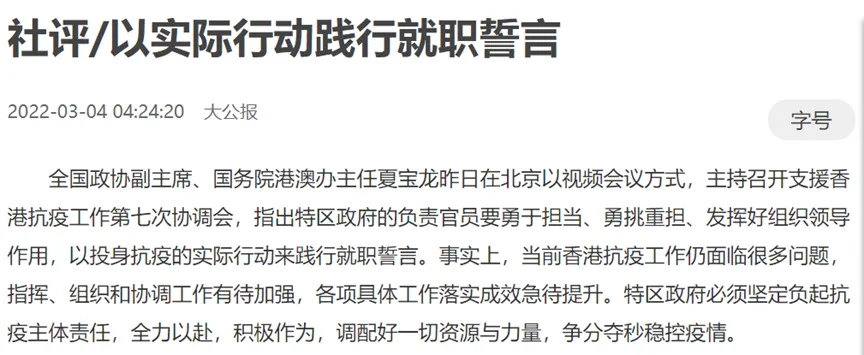 社评/以实际行动践行就职誓言
2022-03-04 04:24:20 大公报
字号
全国政协副主席、国务院港澳办主任夏宝龙昨日在北京以视频会议方式，主持召开支援香
港抗疫工作第七次协调会，指出特区政府的负责官员要勇于担当、勇挑重担、发挥好组织领导
作用，以投身抗疫的实际行动来践行就职誓言。事实上，当前香港抗疫工作仍面临很多问题，
指挥、组织和协调工作有待加强，各项具体工作落实成效急待提升。特区政府必须坚定负起抗
疫主体责任，全力以赴，积极作为，调配好一切资源与力量，争分夺秒稳控疫情。